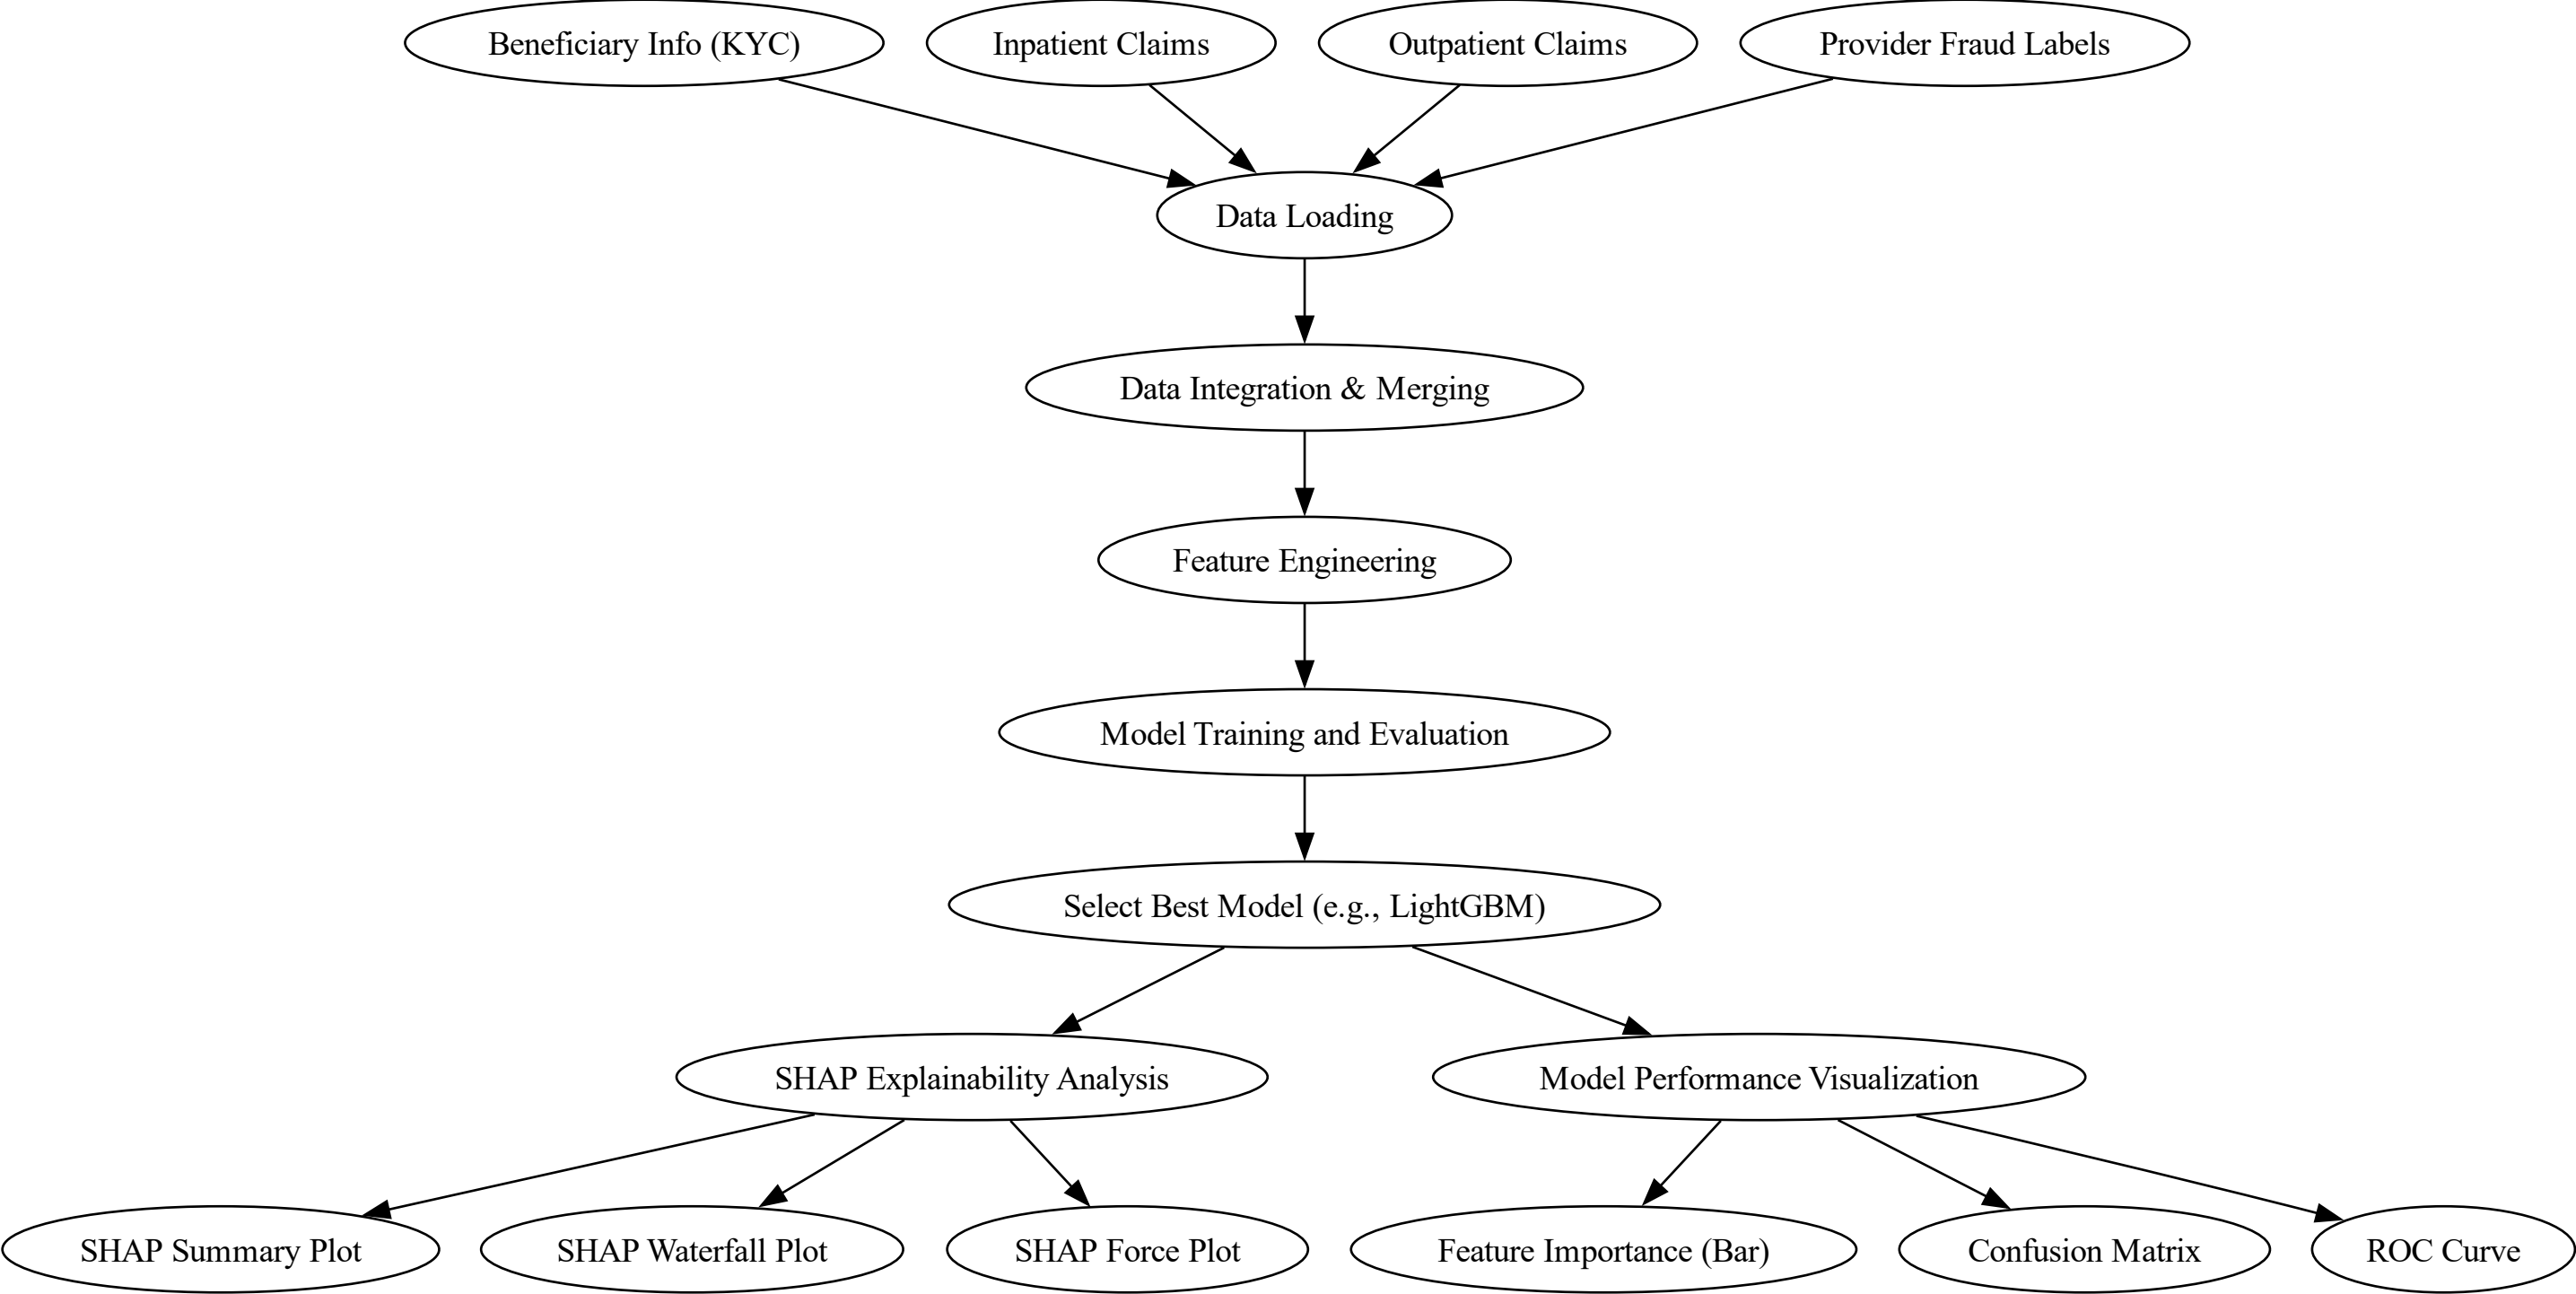 Beneficiary Info (KYC)
Inpatient Claims
Outpatient Claims
Provider Fraud Labels
Data Loading
Data Integration & Merging
Feature Engineering
Model Training and Evaluation
Select Best Model (e.g., LightGBM)
SHAP Explainability Analysis
Model Performance Visualization
SHAP Summary Plot
SHAP Waterfall Plot
SHAP Force Plot
Feature Importance (Bar)
Confusion Matrix
ROC Curve